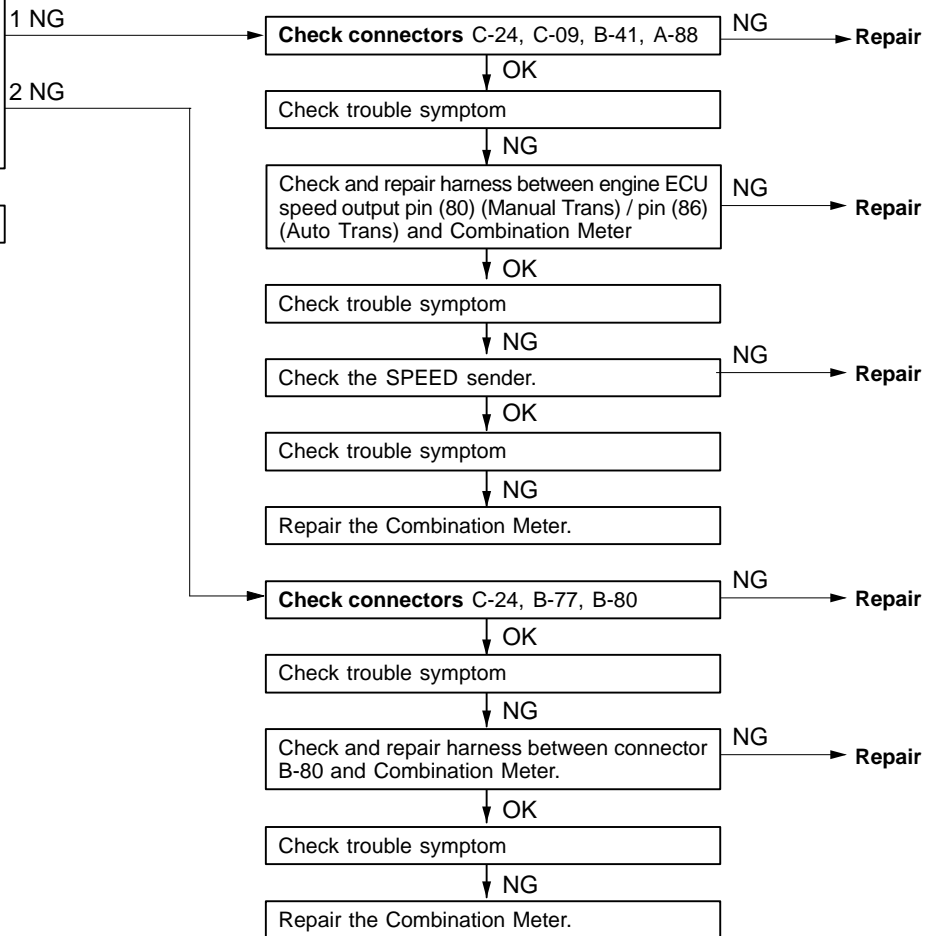 1 NG
Check connectors C-24, C-09, B-41, A-88
NG
Repair
OK
2 NG
Check trouble symptom
NG
Check and repair harness between engine ECU
speed output pin (80) (Manual Trans) / pin (86)
(Auto Trans) and Combination Meter
NG
Repair
OK
Check trouble symptom
NG
Check the SPEED sender.
NG
Repair
OK
Check trouble symptom
NG
Repair the Combination Meter.
Check connectors C-24, B-77, B-80
NG
Repair
OK
Check trouble symptom
NG
Check and repair harness between connector
B-80 and Combination Meter.
NG
Repair
OK
Check trouble symptom
NG
Repair the Combination Meter.